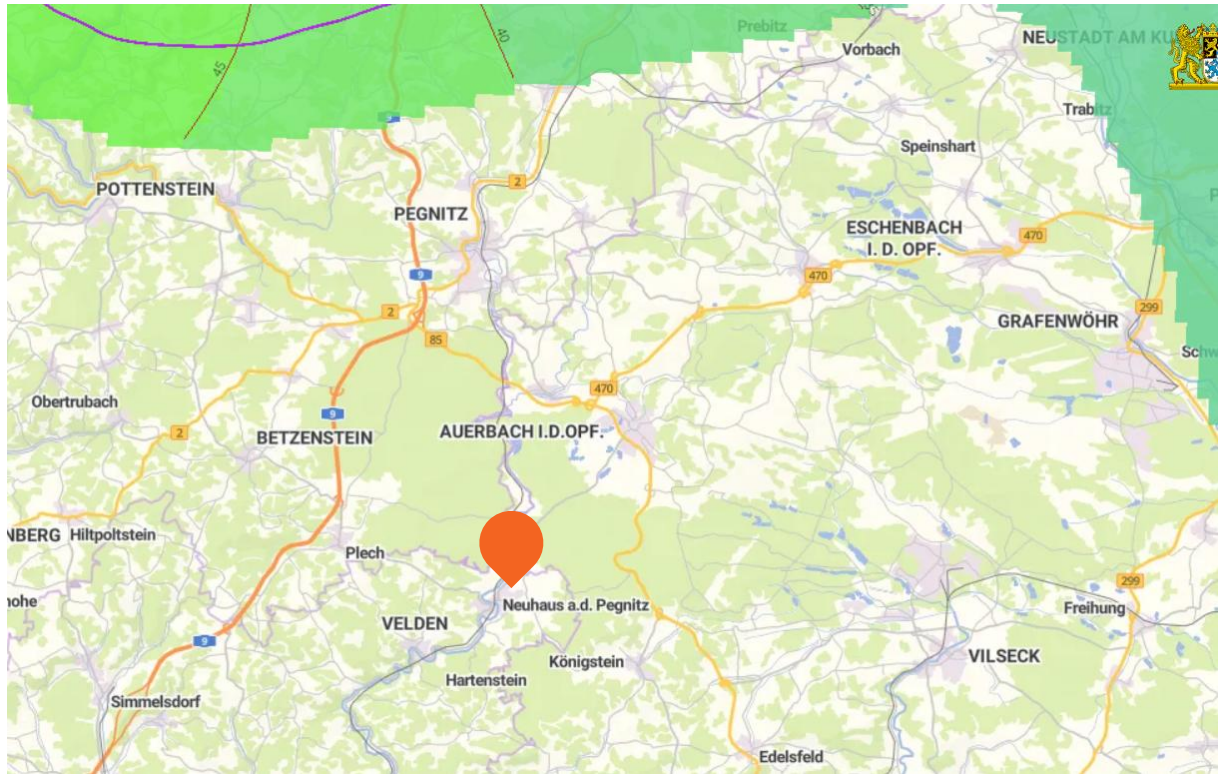 Prebitz
NEUSTADT AM KU
Vorbach
40
45
9
Trabitz
Speinshart
POTTENSTEIN
2
PEGNITZ
ESCHENBACH
I. D. OPF.
470
9
470
299
2
85
GRAFENWÖHR
Schw
470
Obertrubach
9
2
BETZENSTEIN
AUERBACH I.D.OPF.
NBERG
Hiltpoltstein
Plech
299
ohe
Neuhaus a.d. Pegnitz
Freihung
VELDEN
9
VILSECK
Königstein
Hartenstein
Simmelsdorf
Edelsfeld